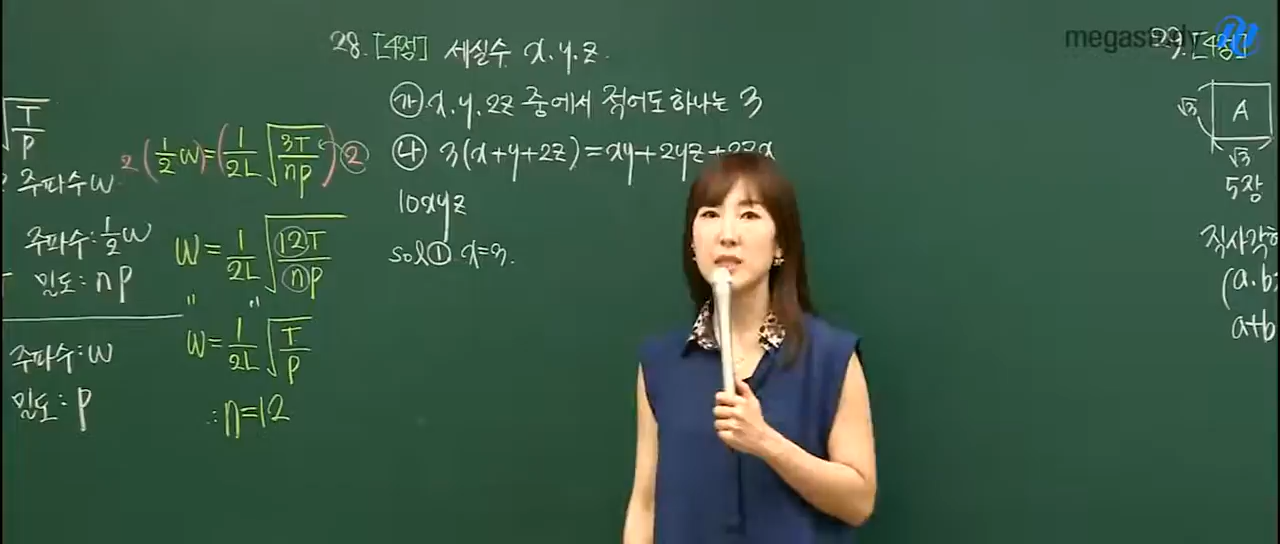 √T/P
주파수 w
주파수: 1/2 w
밀도: nP
주파수: w
밀도: P
2(1/2 w) = (1/2L √3T/nP)2
w = 1/2L √12T/nP
" "
w = 1/2L √T/P
∴ n=12
28. [4점] 세실수 x. y. z.
㉮ x. y. 2z 중에서 적어도 하나는 3
㉯ 3(x+y+2z) = xy+2yz+2zx
10xyz
sol① x=3.
megastudy
29. [4점]
A
√3
√3
5장
직사각
(a.b
a+b